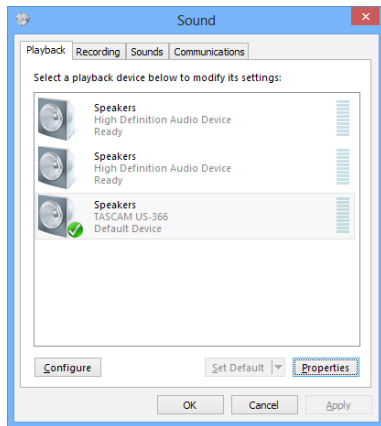 Sound
Playback Recording Sounds Communications
Select a playback device below to modify its settings:
Speakers
High Definition Audio Device
Ready
Speakers
High Definition Audio Device
Ready
Speakers
TASCAM US-366
Default Device
Configure Set Default Properties
OK Cancel Apply